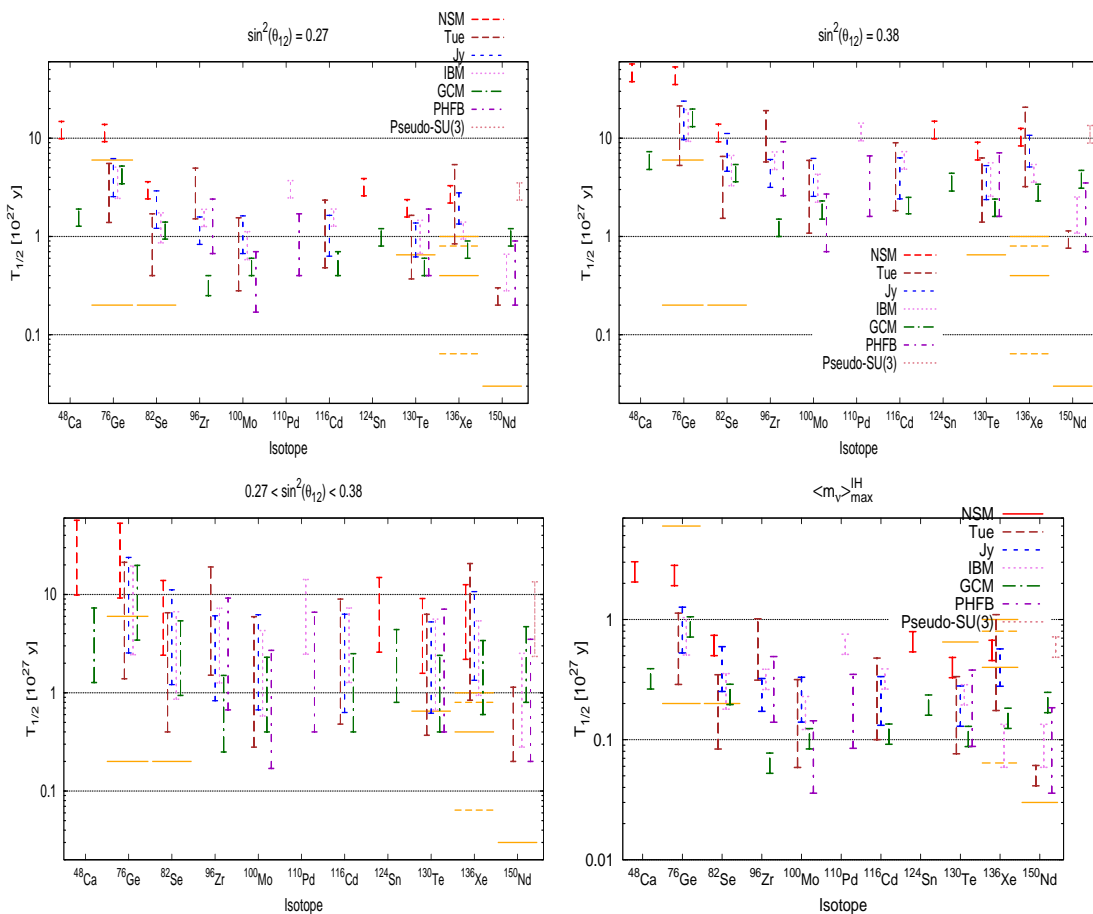 sin²(θ₁₂) = 0.27
NSM
Tue
Jy
IBM
GCM
PHFB
Pseudo-SU(3)
T₁/₂ [10²⁷ y]
10
1
0.1
⁴⁸Ca ⁷⁶Ge ⁸²Se ⁹⁶Zr ¹⁰⁰Mo ¹¹⁰Pd ¹¹⁶Cd ¹²⁴Sn ¹³⁰Te ¹³⁶Xe ¹⁵⁰Nd
Isotope
sin²(θ₁₂) = 0.38
T₁/₂ [10²⁷ y]
10
1
0.1
NSM
Tue
Jy
IBM
GCM
PHFB
Pseudo-SU(3)
⁴⁸Ca ⁷⁶Ge ⁸²Se ⁹⁶Zr ¹⁰⁰Mo ¹¹⁰Pd ¹¹⁶Cd ¹²⁴Sn ¹³⁰Te ¹³⁶Xe ¹⁵⁰Nd
Isotope
0.27 < sin²(θ₁₂) < 0.38
T₁/₂ [10²⁷ y]
10
1
0.1
⁴⁸Ca ⁷⁶Ge ⁸²Se ⁹⁶Zr ¹⁰⁰Mo ¹¹⁰Pd ¹¹⁶Cd ¹²⁴Sn ¹³⁰Te ¹³⁶Xe ¹⁵⁰Nd
Isotope
<m_ν>^IH_max
NSM
Tue
Jy
IBM
GCM
PHFB
Pseudo-SU(3)
T₁/₂ [10²⁷ y]
1
0.1
0.01
⁴⁸Ca ⁷⁶Ge ⁸²Se ⁹⁶Zr ¹⁰⁰Mo ¹¹⁰Pd ¹¹⁶Cd ¹²⁴Sn ¹³⁰Te ¹³⁶Xe ¹⁵⁰Nd
Isotope